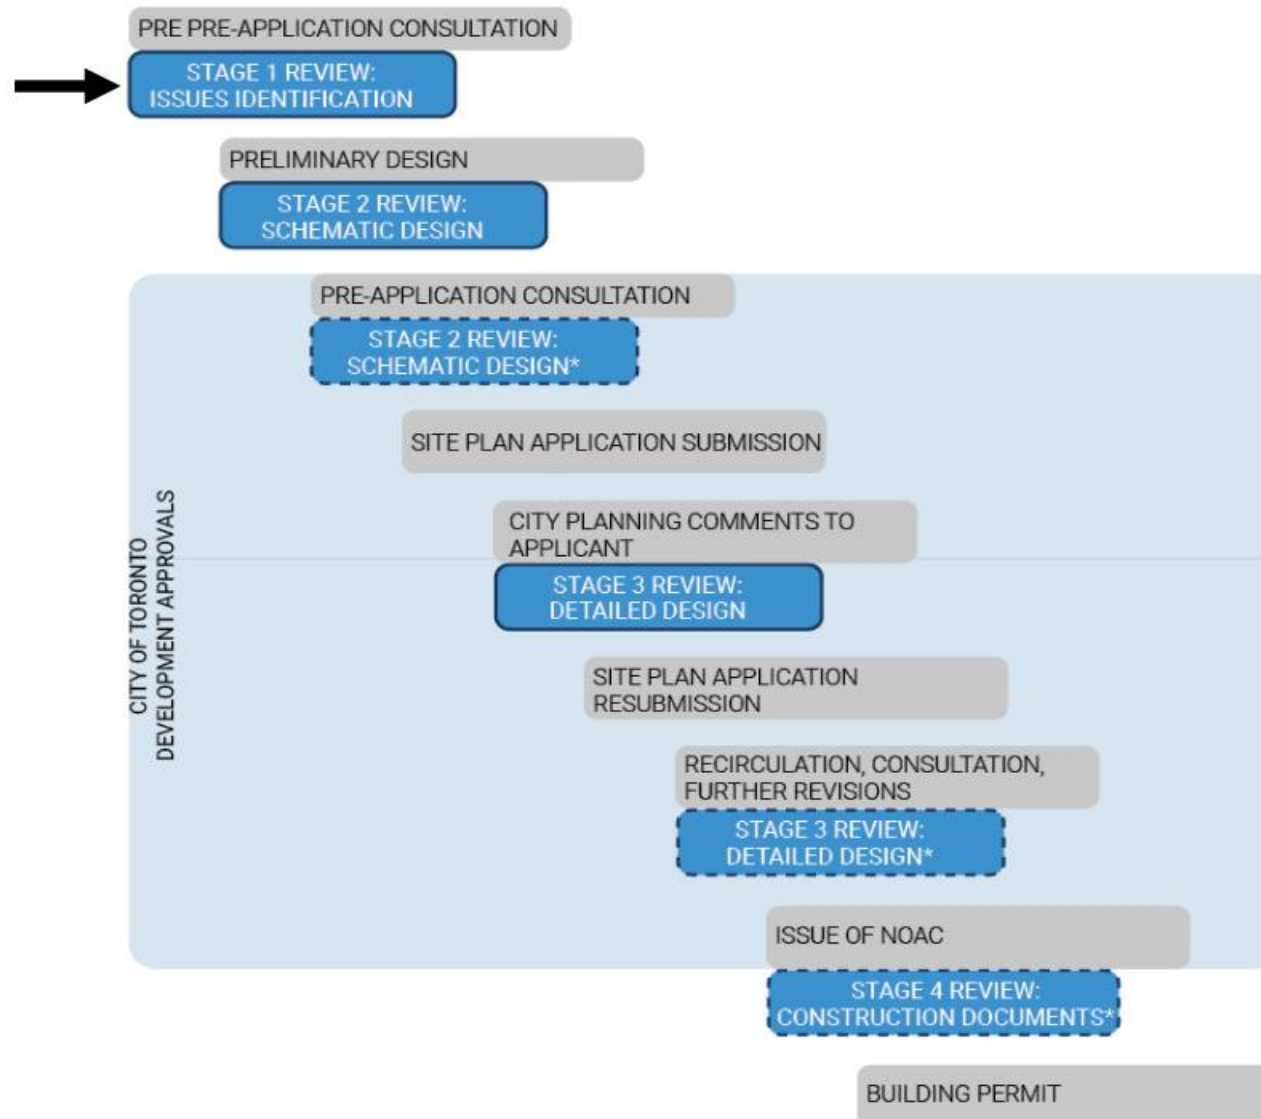 PRE PRE-APPLICATION CONSULTATION
STAGE 1 REVIEW:
ISSUES IDENTIFICATION
PRELIMINARY DESIGN
STAGE 2 REVIEW:
SCHEMATIC DESIGN
PRE-APPLICATION CONSULTATION
STAGE 2 REVIEW:
SCHEMATIC DESIGN*
SITE PLAN APPLICATION SUBMISSION
CITY OF TORONTO
DEVELOPMENT APPROVALS
CITY PLANNING COMMENTS TO
APPLICANT
STAGE 3 REVIEW:
DETAILED DESIGN
SITE PLAN APPLICATION
RESUBMISSION
RECIRCULATION, CONSULTATION,
FURTHER REVISIONS
STAGE 3 REVIEW:
DETAILED DESIGN*
ISSUE OF NOAC
STAGE 4 REVIEW:
CONSTRUCTION DOCUMENTS*
BUILDING PERMIT